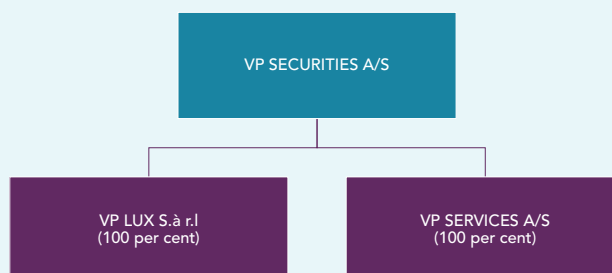 VP SECURITIES A/S
VP LUX S.à r.l
(100 per cent)
VP SERVICES A/S
(100 per cent)